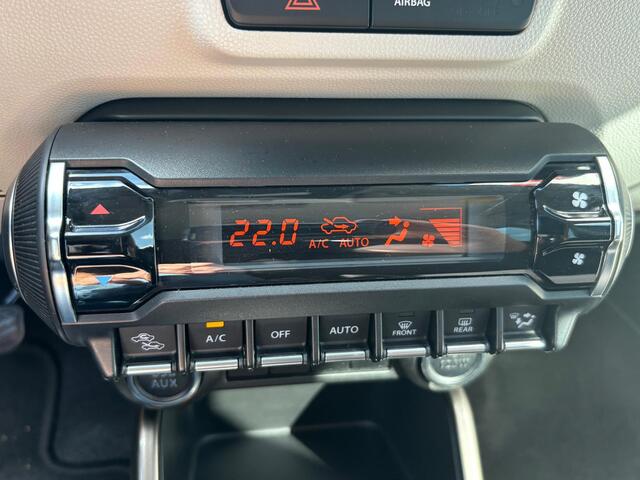 AIRBAG
22.0
A/C AUTO
A/C
OFF
AUTO
FRONT
REAR
AUX